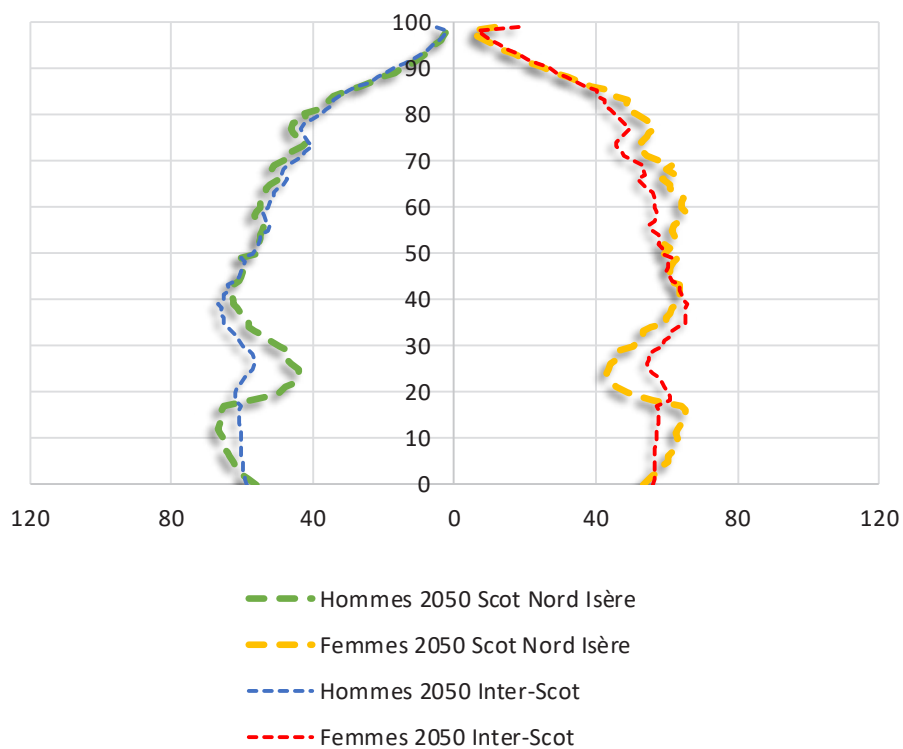 100
90
80
70
60
50
40
30
20
10
0
120 80 40 0 40 80 120
Hommes 2050 Scot Nord Isère
Femmes 2050 Scot Nord Isère
Hommes 2050 Inter-Scot
Femmes 2050 Inter-Scot